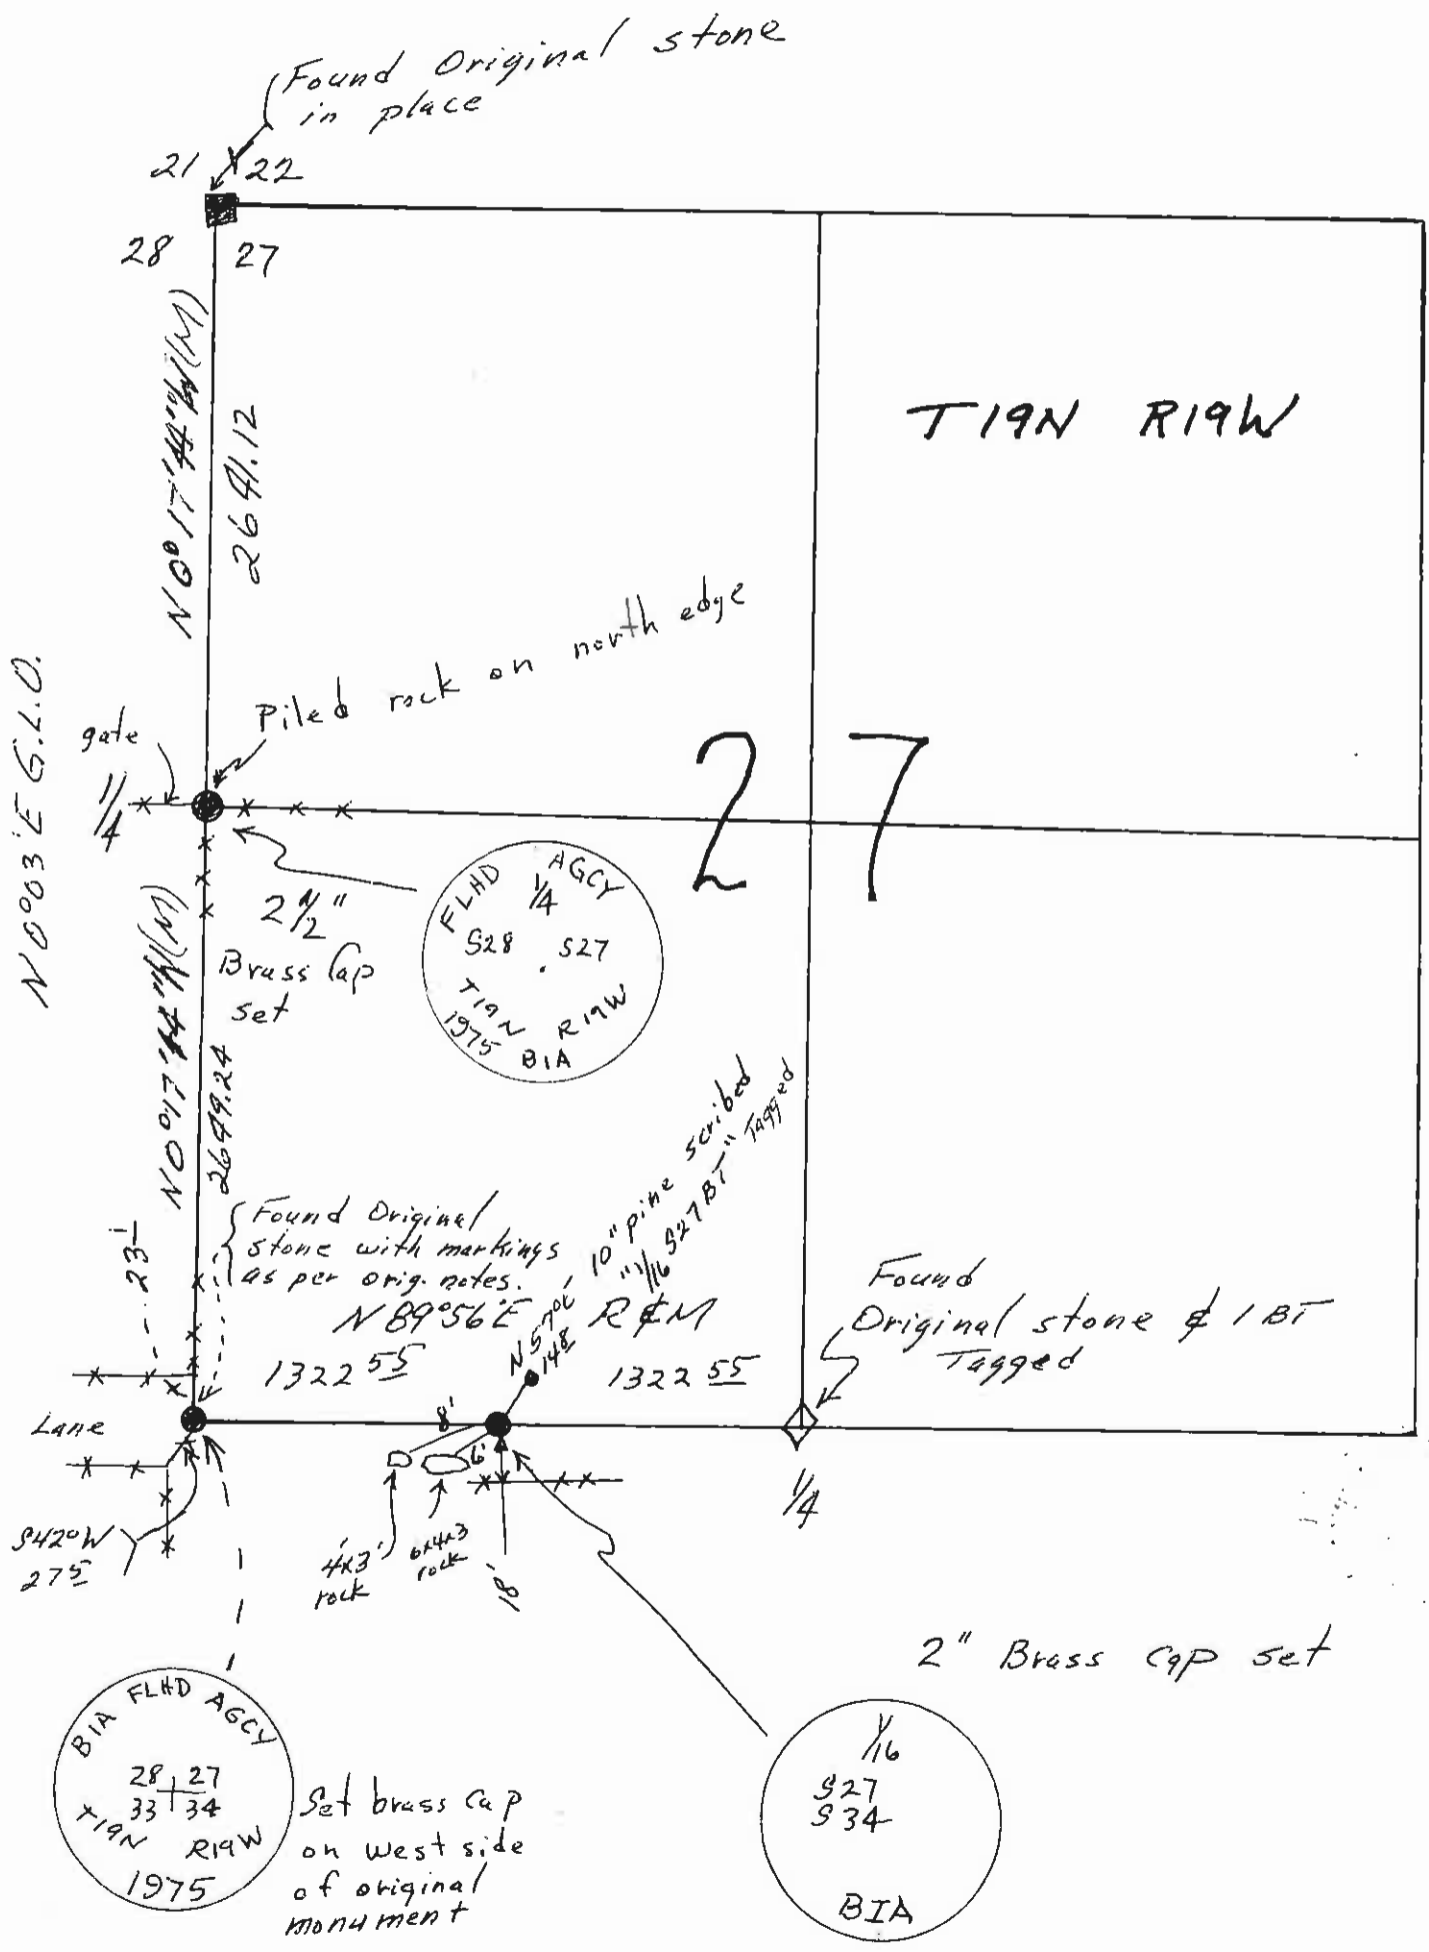 Found Original stone
in place
21 22
28 27
N 0°17'44"W (M)
2641.12
T19N R19W
N 0°03'E G.L.O.
Piled rock on north edge
gate
1/4
27
2 1/2"
Brass Cap
set
FLHD AGCY
1/4
S28 S27
T19N R19W
1975 BIA
N 0°17'44"W (M)
2649.24
23'
Found Original
stone with markings
as per orig. notes.
10" pine scribed
"1/16 S27 BT" Tagged
N 57°E
148
N 89°56'E R & M
1322 55
1322 55
Found
Original stone & 1 BT
Tagged
Lane
8'
6'
1/4
S42°W
275
4'x3'
rock
6x4x3
rock
18'
2" Brass Cap set
BIA FLHD AGCY
28 27
33 34
T19N R19W
1975
Set brass cap
on west side
of original
monument
1/16
S27
S34
BIA